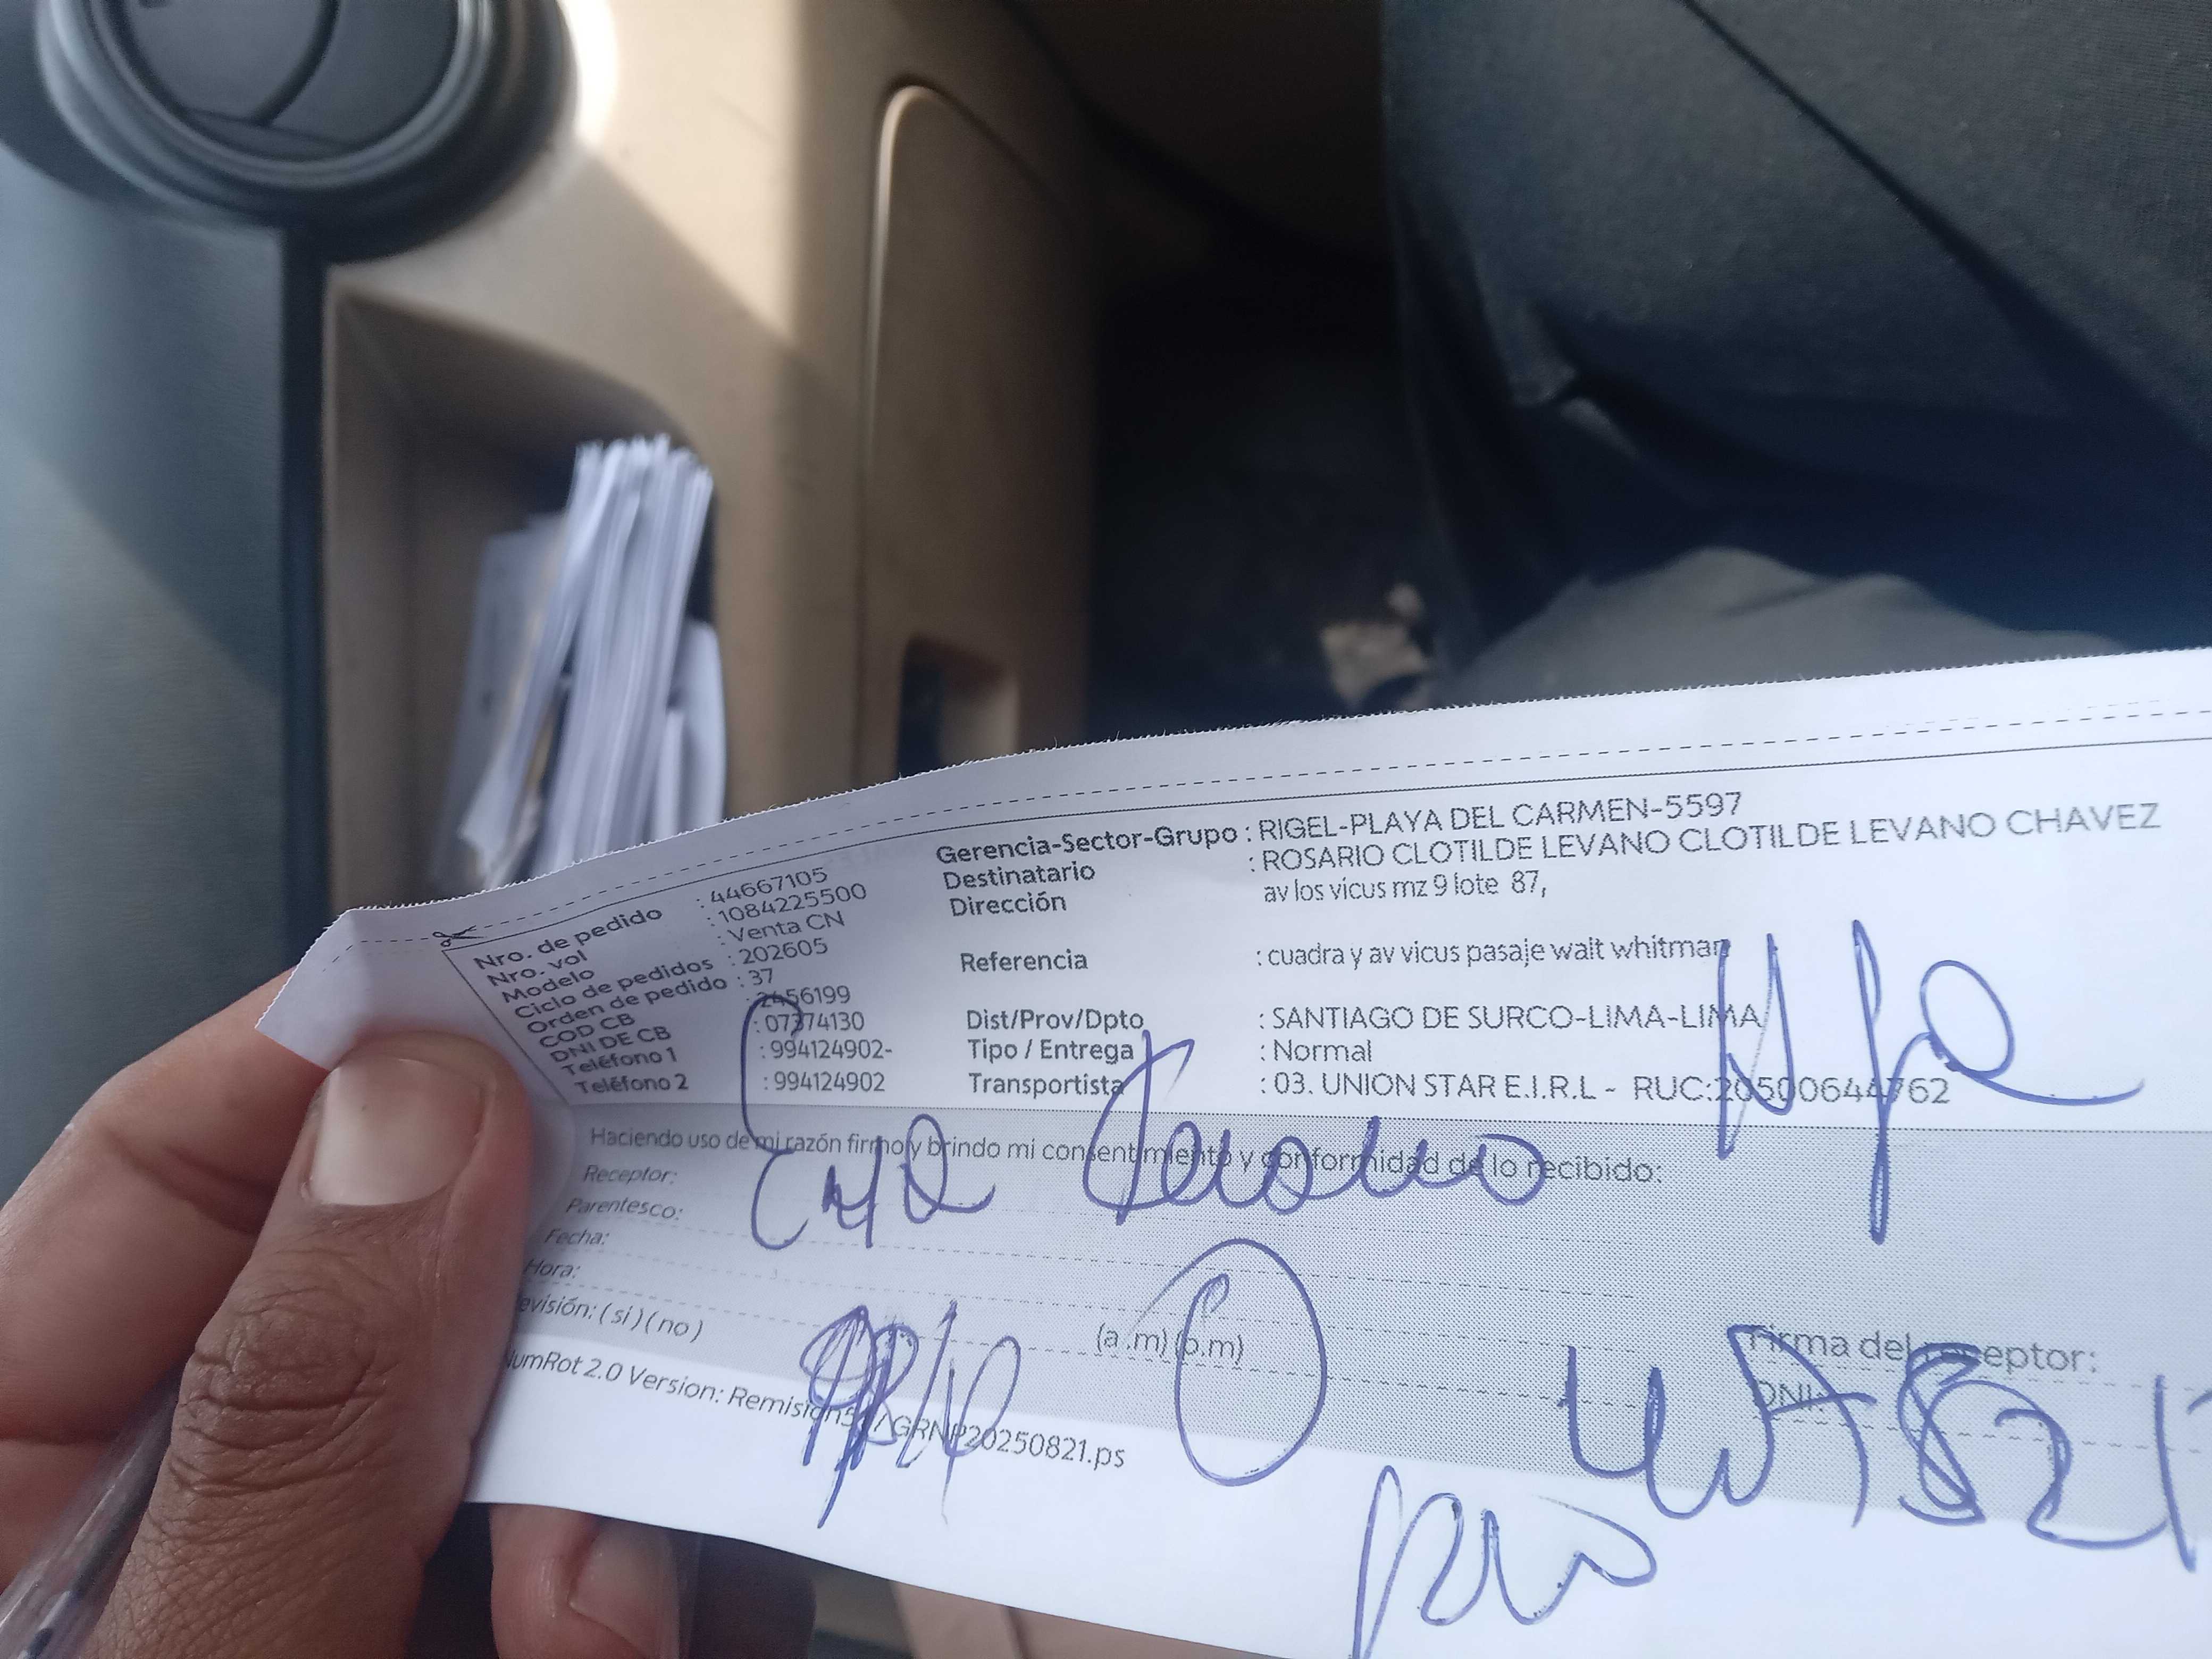 Nro. de pedido : 44667105
Nro. vol : 1084225500
Modelo : Venta CN
Ciclo de pedidos : 202605
Orden de pedido : 37
COD CB : 2456199
DNI DE CB : 07374130
Teléfono 1 : 994124902-
Teléfono 2 : 994124902
Gerencia-Sector-Grupo : RIGEL-PLAYA DEL CARMEN-5597
Destinatario : ROSARIO CLOTILDE LEVANO CLOTILDE LEVANO CHAVEZ
Dirección av los vicus mz 9 lote 87,
Referencia : cuadra y av vicus pasaje walt whitman
Dist/Prov/Dpto : SANTIAGO DE SURCO-LIMA-LIMA
Tipo / Entrega : Normal
Transportista : 03. UNION STAR E.I.R.L - RUC:20500644762
Haciendo uso de mi razón firmo y brindo mi consentimiento y conformidad de lo recibido:
Receptor:
Parentesco:
Fecha:
Hora: (a .m) (p.m)
evisión: ( si ) ( no )
Firma del receptor:
DNI:
NumRot 2.0 Version: /GRNP20250821.ps